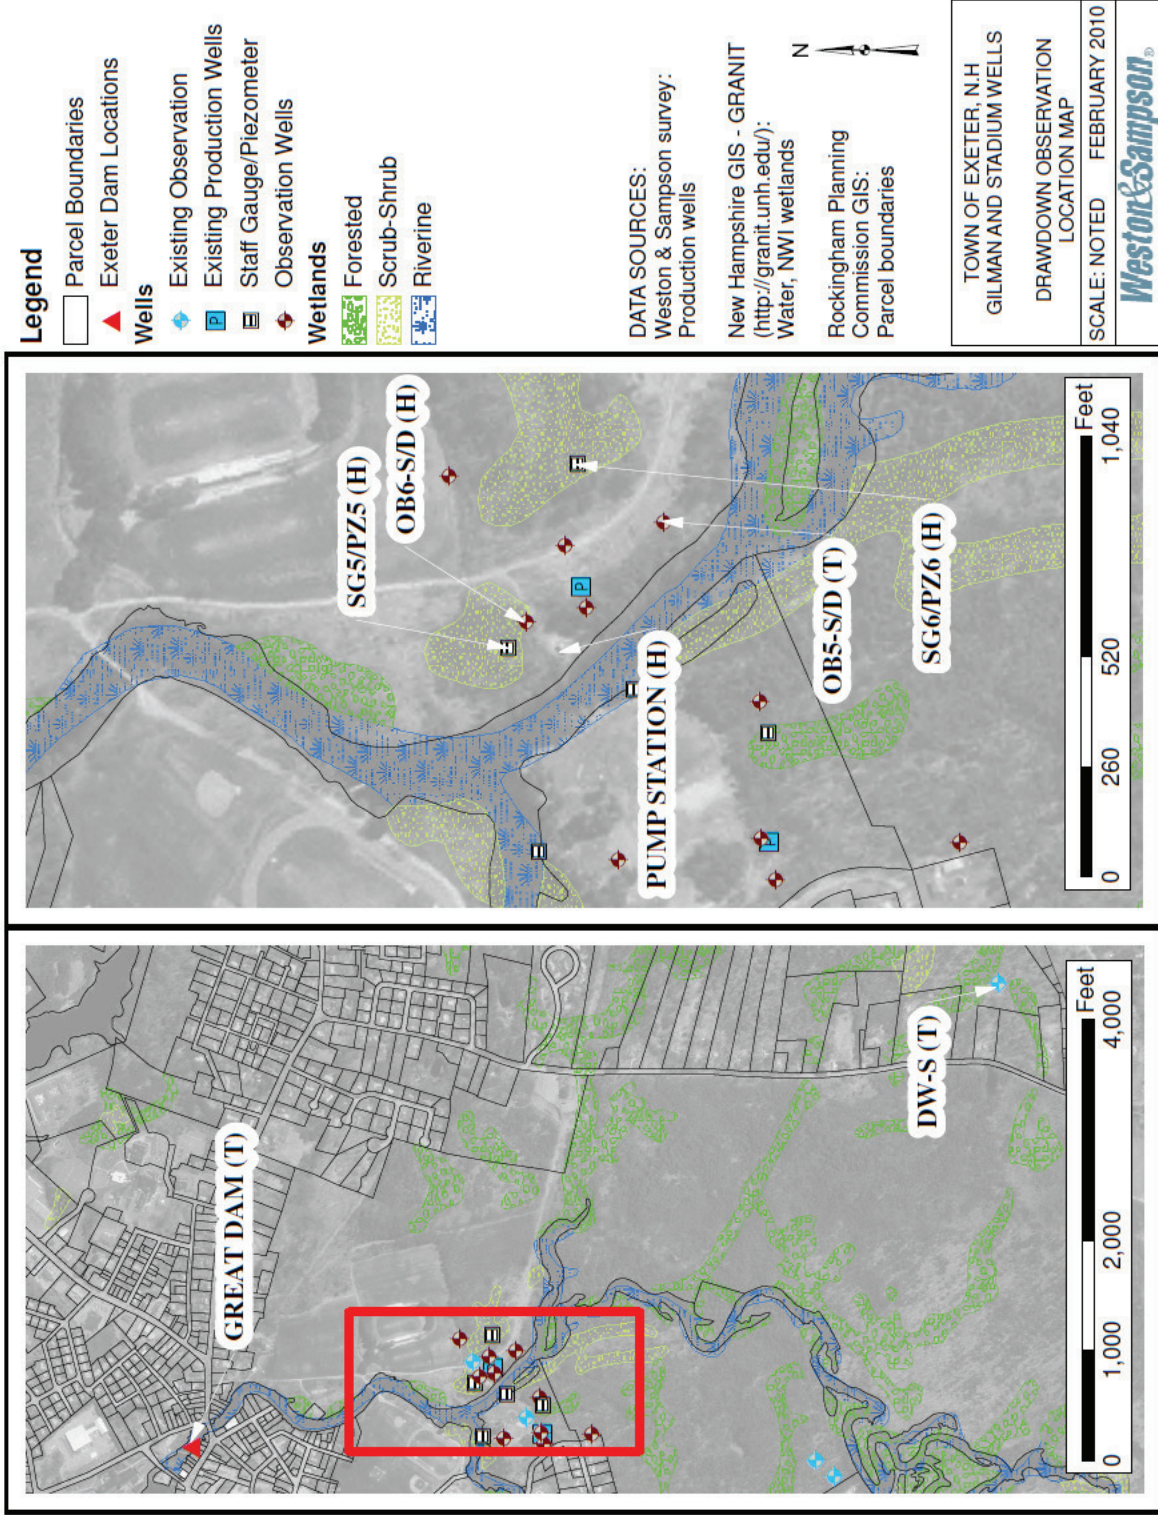 GREAT DAM (T)
DW-S (T)
0 1,000 2,000 4,000
Feet
SG5/PZ5 (H)
OB6-S/D (H)
PUMP STATION (H)
OB5-S/D (T)
SG6/PZ6 (H)
P
P
0 260 520 1,040
Feet
Legend
Parcel Boundaries
Exeter Dam Locations
Wells
Existing Observation
P Existing Production Wells
Staff Gauge/Piezometer
Observation Wells
Wetlands
Forested
Scrub-Shrub
Riverine
DATA SOURCES:
Weston & Sampson survey:
Production wells
New Hampshire GIS - GRANIT
(http://granit.unh.edu/):
Water, NWI wetlands
Rockingham Planning
Commission GIS:
Parcel boundaries
N
TOWN OF EXETER, N.H
GILMAN AND STADIUM WELLS
DRAWDOWN OBSERVATION
LOCATION MAP
SCALE: NOTED FEBRUARY 2010
Weston&Sampson®